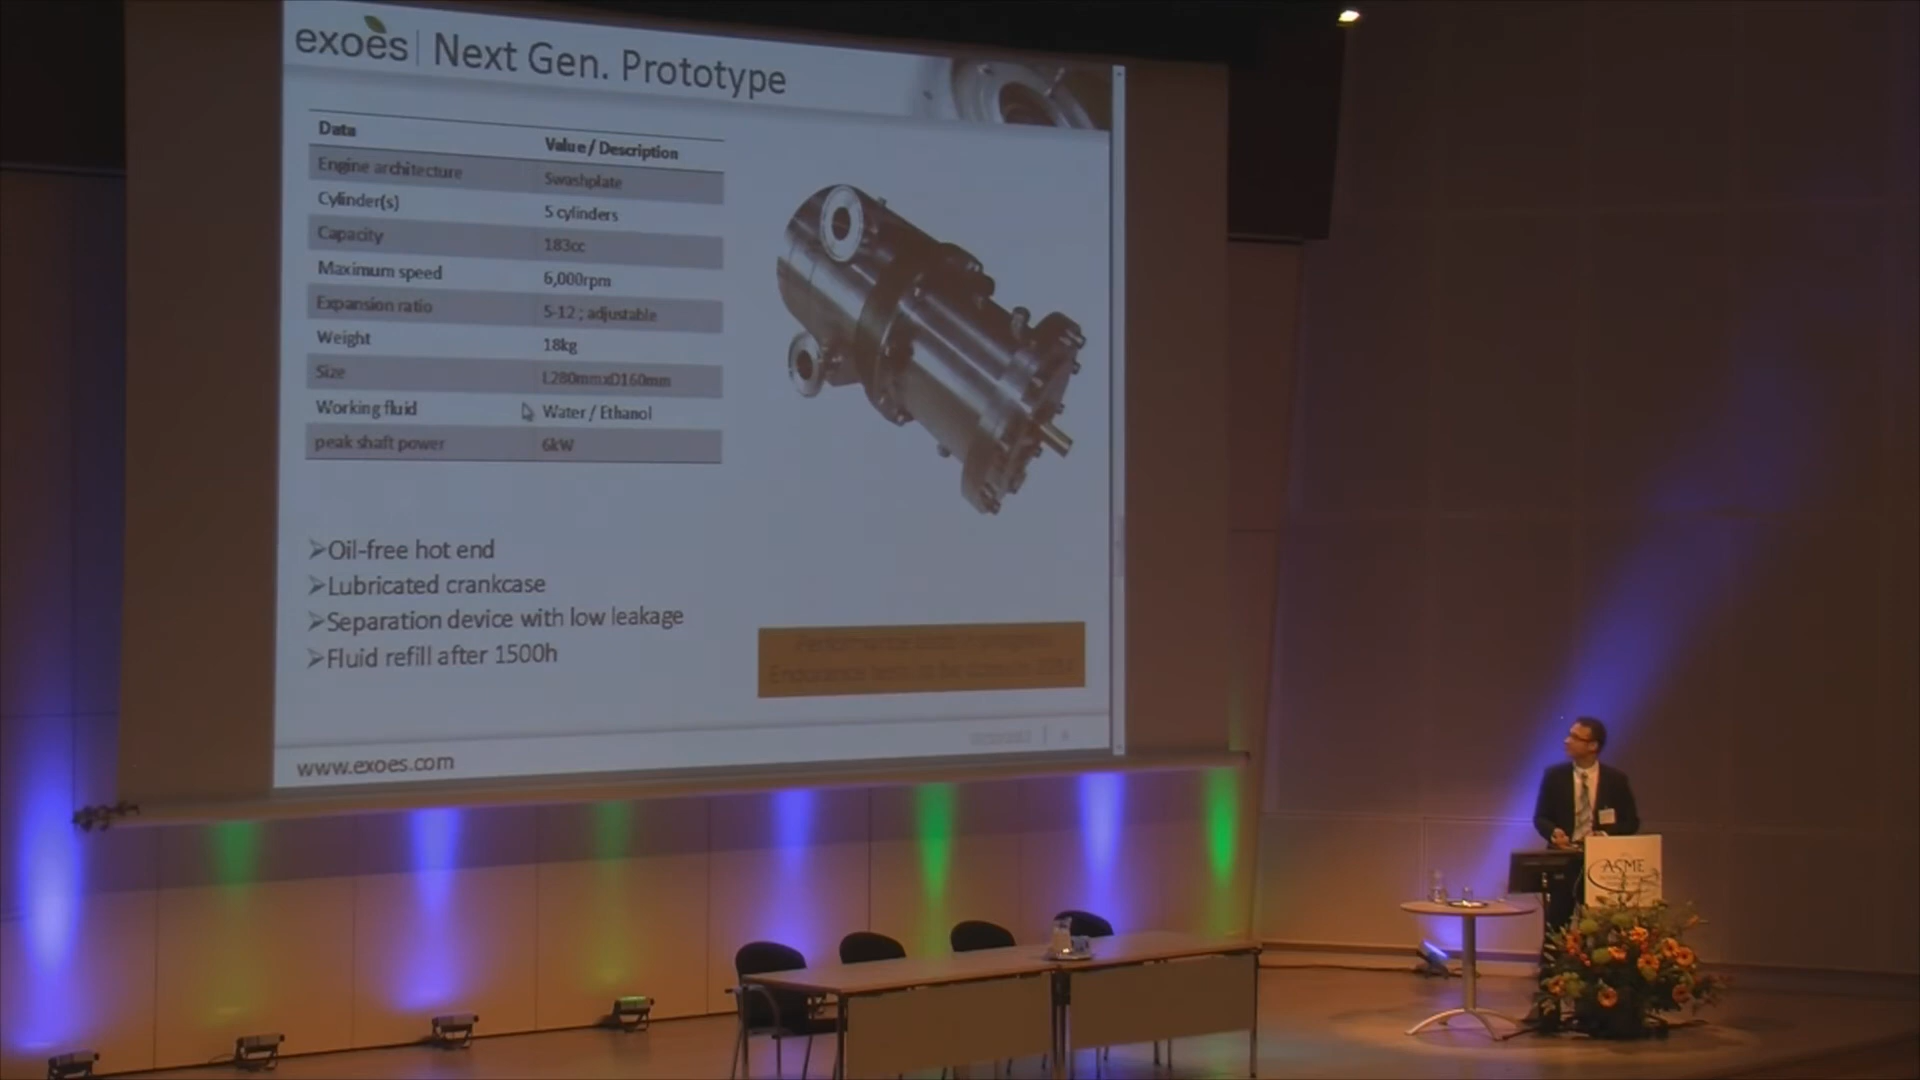 exoès | Next Gen. Prototype
Data Value / Description
Engine architecture Swashplate
Cylinder(s) 5 cylinders
Capacity 183cc
Maximum speed 6,000rpm
Expansion ratio 5-12 ; adjustable
Weight 18kg
Size L280mmxD160mm
Working fluid Water / Ethanol
peak shaft power 6kW
➢Oil-free hot end
➢Lubricated crankcase
➢Separation device with low leakage
➢Fluid refill after 1500h
www.exoes.com
ASME